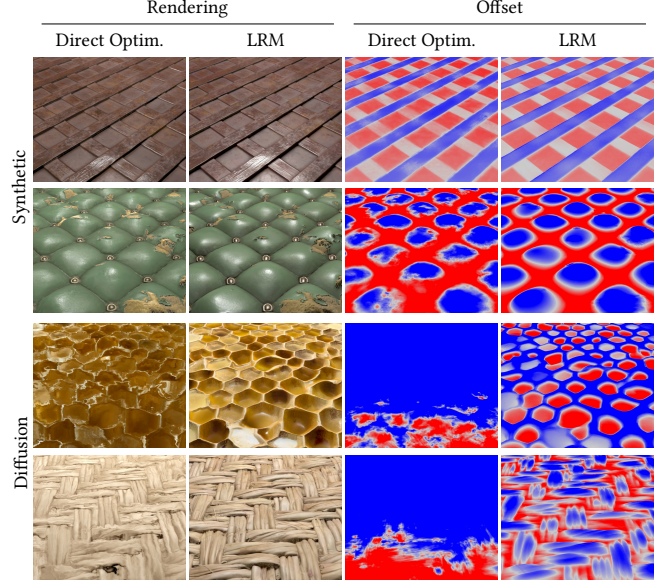 Rendering Offset
Direct Optim. LRM Direct Optim. LRM
Synthetic
Diffusion